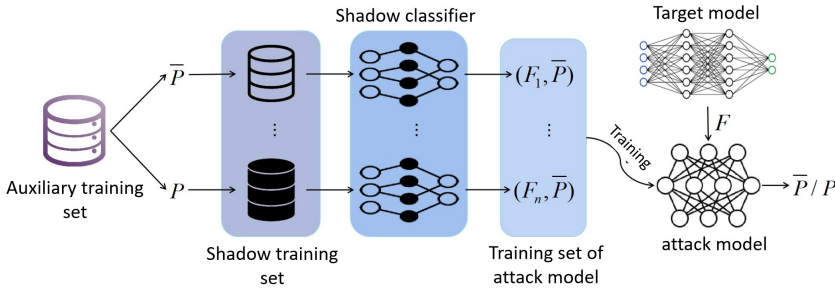 Shadow classifier
Target model
P̅
(F₁, P̅)
⋮
⋮
⋮
F
Training
Auxiliary training
set
P
(Fₙ, P̅)
P̅ / P
attack model
Shadow training
set
Training set of
attack model